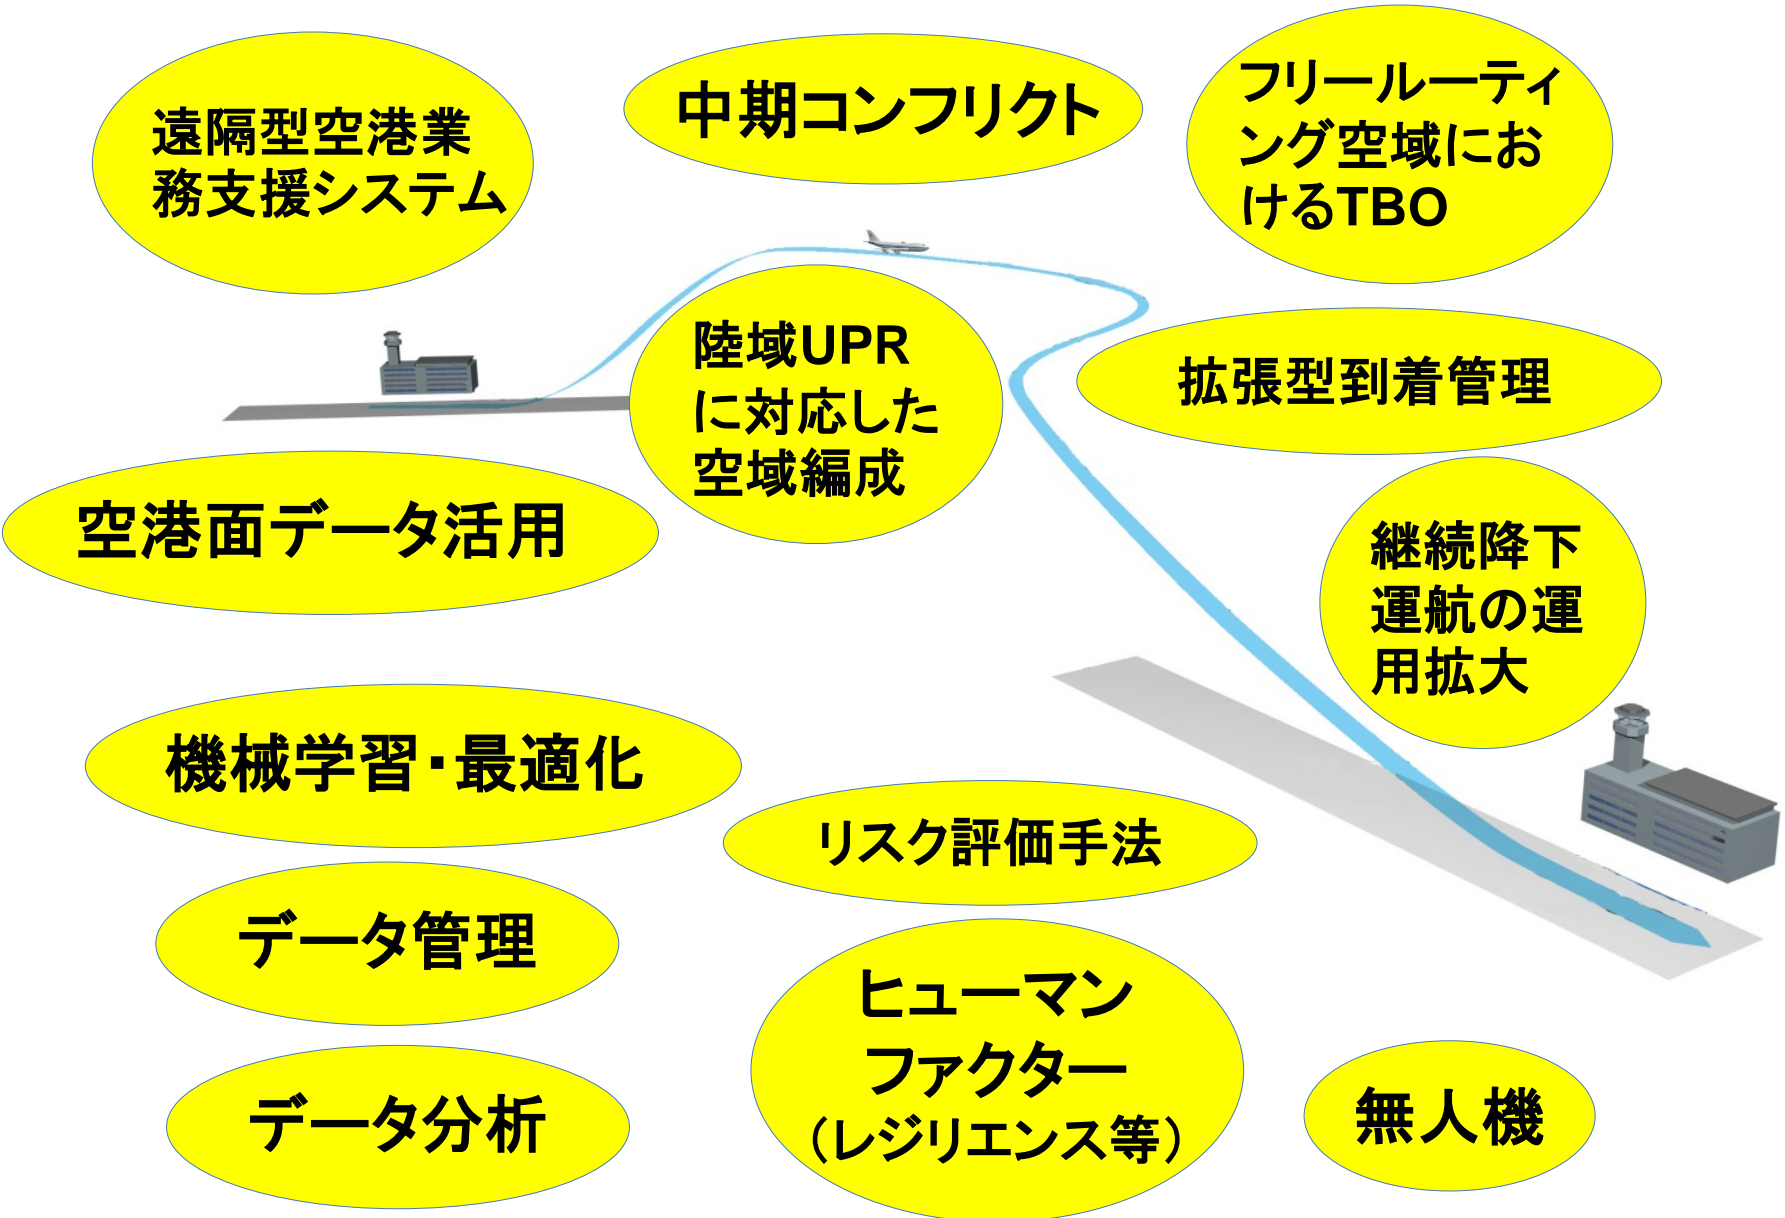 遠隔型空港業
務支援システム
中期コンフリクト
フリールーティ
ング空域にお
けるTBO
陸域UPR
に対応した
空域編成
拡張型到着管理
空港面データ活用
継続降下
運航の運
用拡大
機械学習・最適化
リスク評価手法
データ管理
ヒューマン
ファクター
（レジリエンス等）
データ分析
無人機